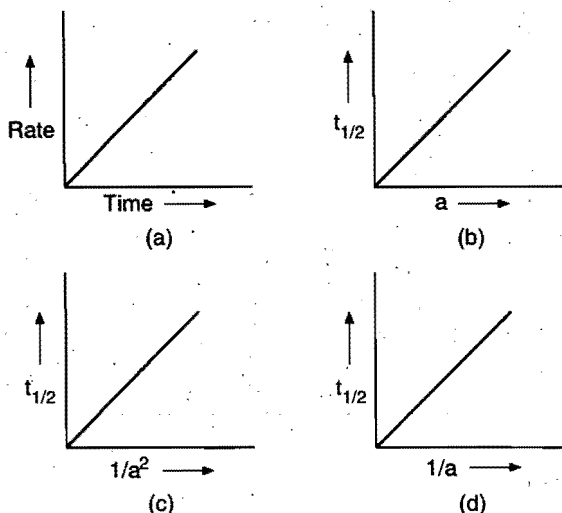 Rate
Time
(a)
t1/2
a
(b)
t1/2
1/a²
(c)
t1/2
1/a
(d)